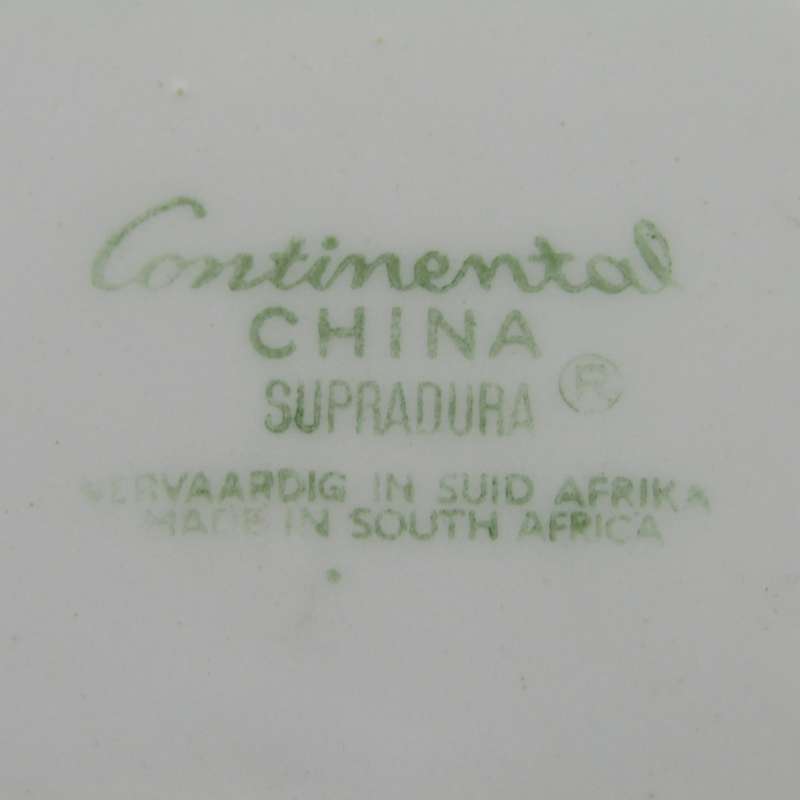 Continental
CHINA
SUPRADURA ®
VERVAARDIG IN SUID AFRIKA
MADE IN SOUTH AFRICA